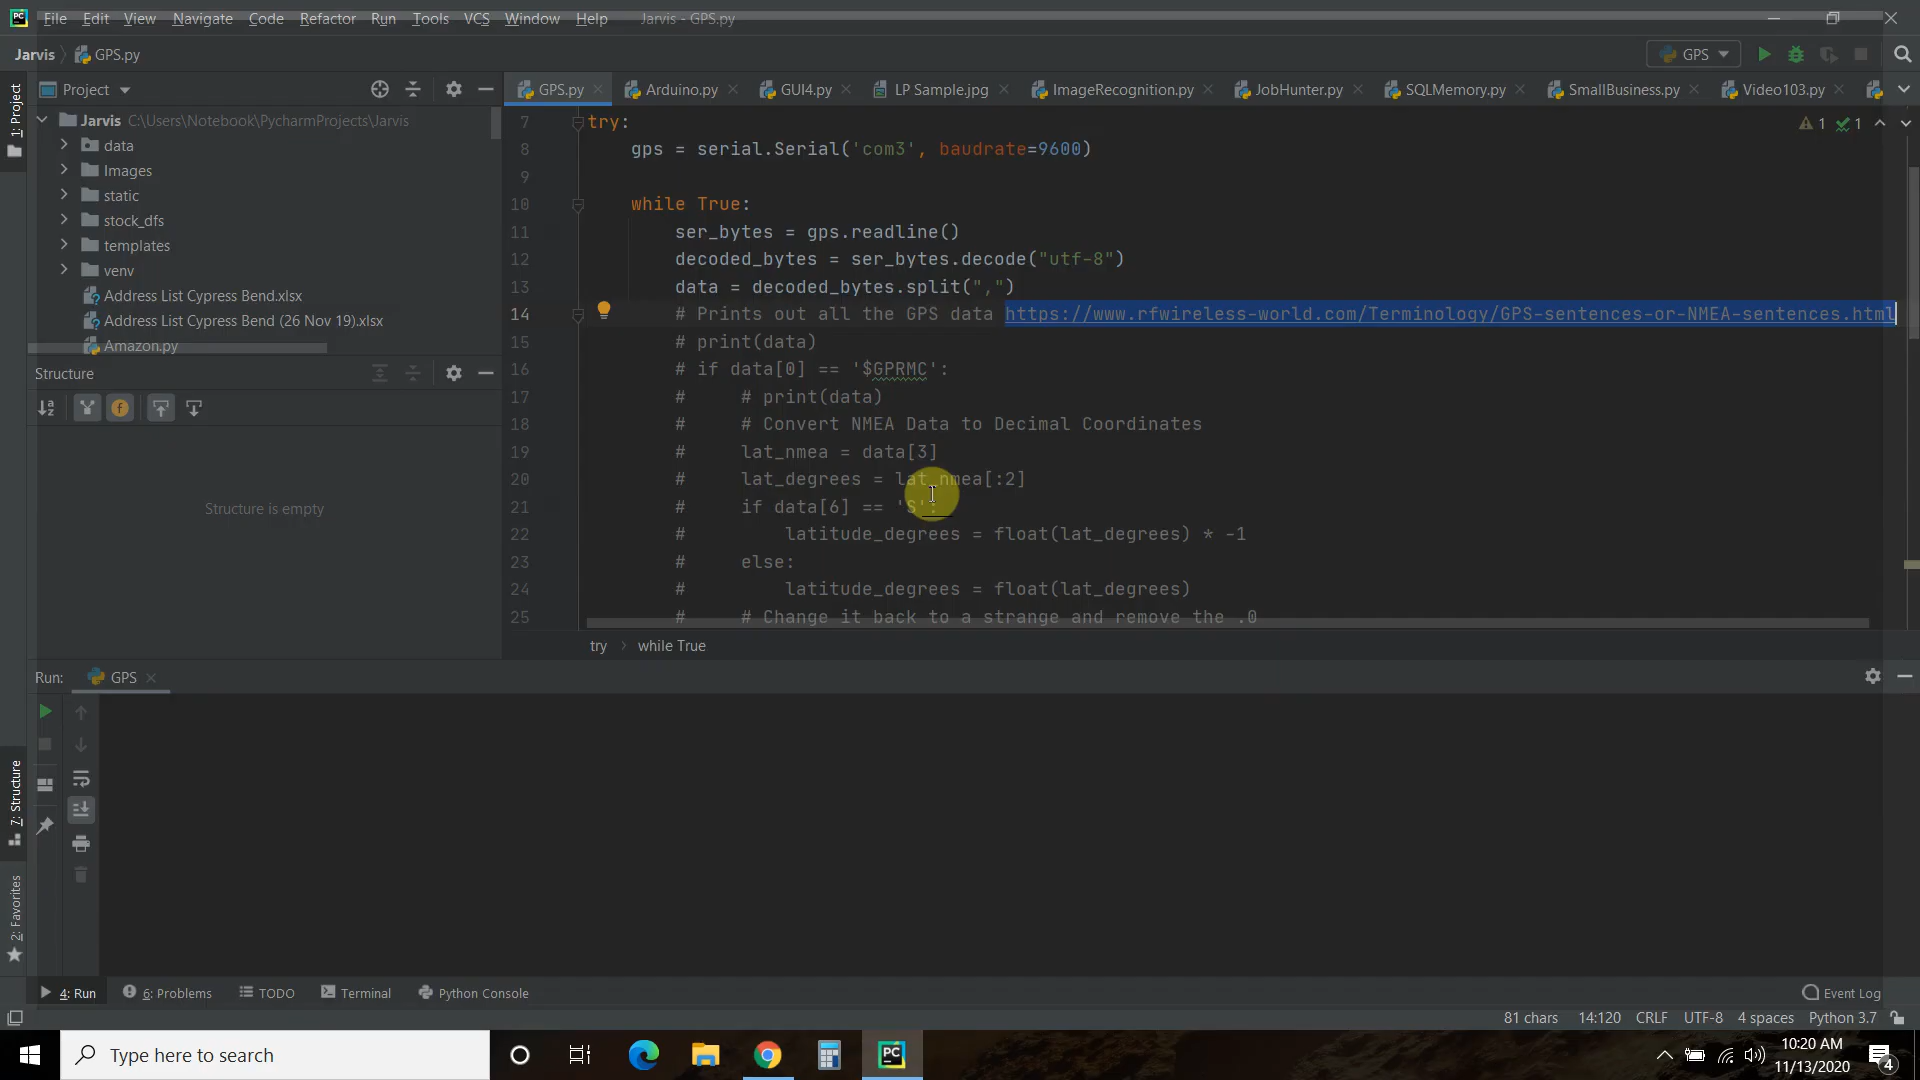 File Edit View Navigate Code Refactor Run Tools VCS Window Help Jarvis - GPS.py
Jarvis GPS.py GPS
1: Project
Project
GPS.py Arduino.py GUI4.py LP Sample.jpg ImageRecognition.py JobHunter.py SQLMemory.py SmallBusiness.py Video103.py
Jarvis C:\Users\Notebook\PycharmProjects\Jarvis
data
Images
static
stock_dfs
templates
venv
Address List Cypress Bend.xlsx
Address List Cypress Bend (26 Nov 19).xlsx
Amazon.py
Structure
Structure is empty
1 1
7 try:
8 gps = serial.Serial('com3', baudrate=9600)
9
10 while True:
11 ser_bytes = gps.readline()
12 decoded_bytes = ser_bytes.decode("utf-8")
13 data = decoded_bytes.split(",")
14 # Prints out all the GPS data https://www.rfwireless-world.com/Terminology/GPS-sentences-or-NMEA-sentences.html
15 # print(data)
16 # if data[0] == '$GPRMC':
17 # # print(data)
18 # # Convert NMEA Data to Decimal Coordinates
19 # lat_nmea = data[3]
20 # lat_degrees = lat_nmea[:2]
21 # if data[6] == 'S':
22 # latitude_degrees = float(lat_degrees) * -1
23 # else:
24 # latitude_degrees = float(lat_degrees)
25 # # Change it back to a strange and remove the .0
try while True
Run: GPS
7: Structure
2: Favorites
4: Run 6: Problems TODO Terminal Python Console Event Log
81 chars 14:120 CRLF UTF-8 4 spaces Python 3.7
Type here to search
PC
10:20 AM
11/13/2020
4